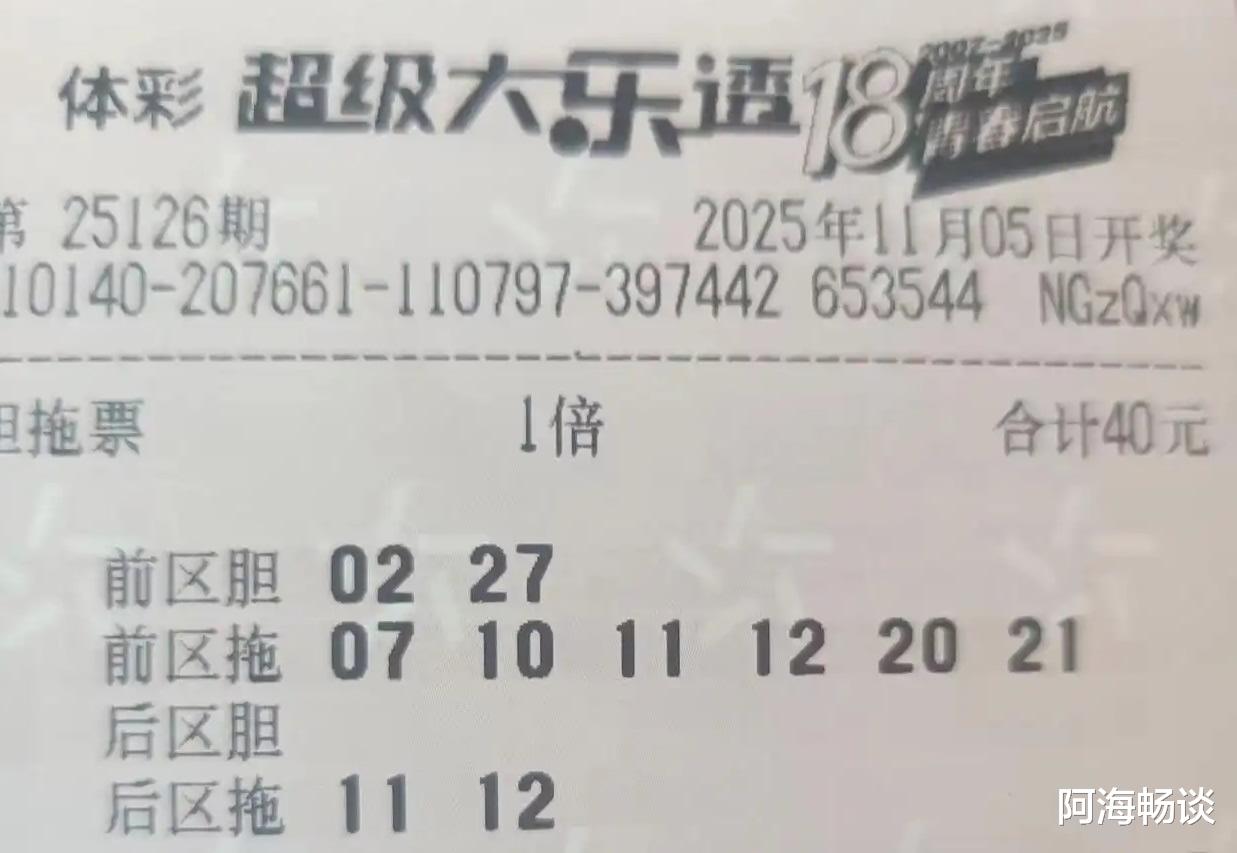 体彩 超级大乐透 18 2007-2025
周年
青春启航
第 25126期 2025年11月05日开奖
110140-207661-110797-397442 653544 NGzQxw
胆拖票 1倍 合计40元
前区胆 02 27
前区拖 07 10 11 12 20 21
后区胆
后区拖 11 12
阿海畅谈